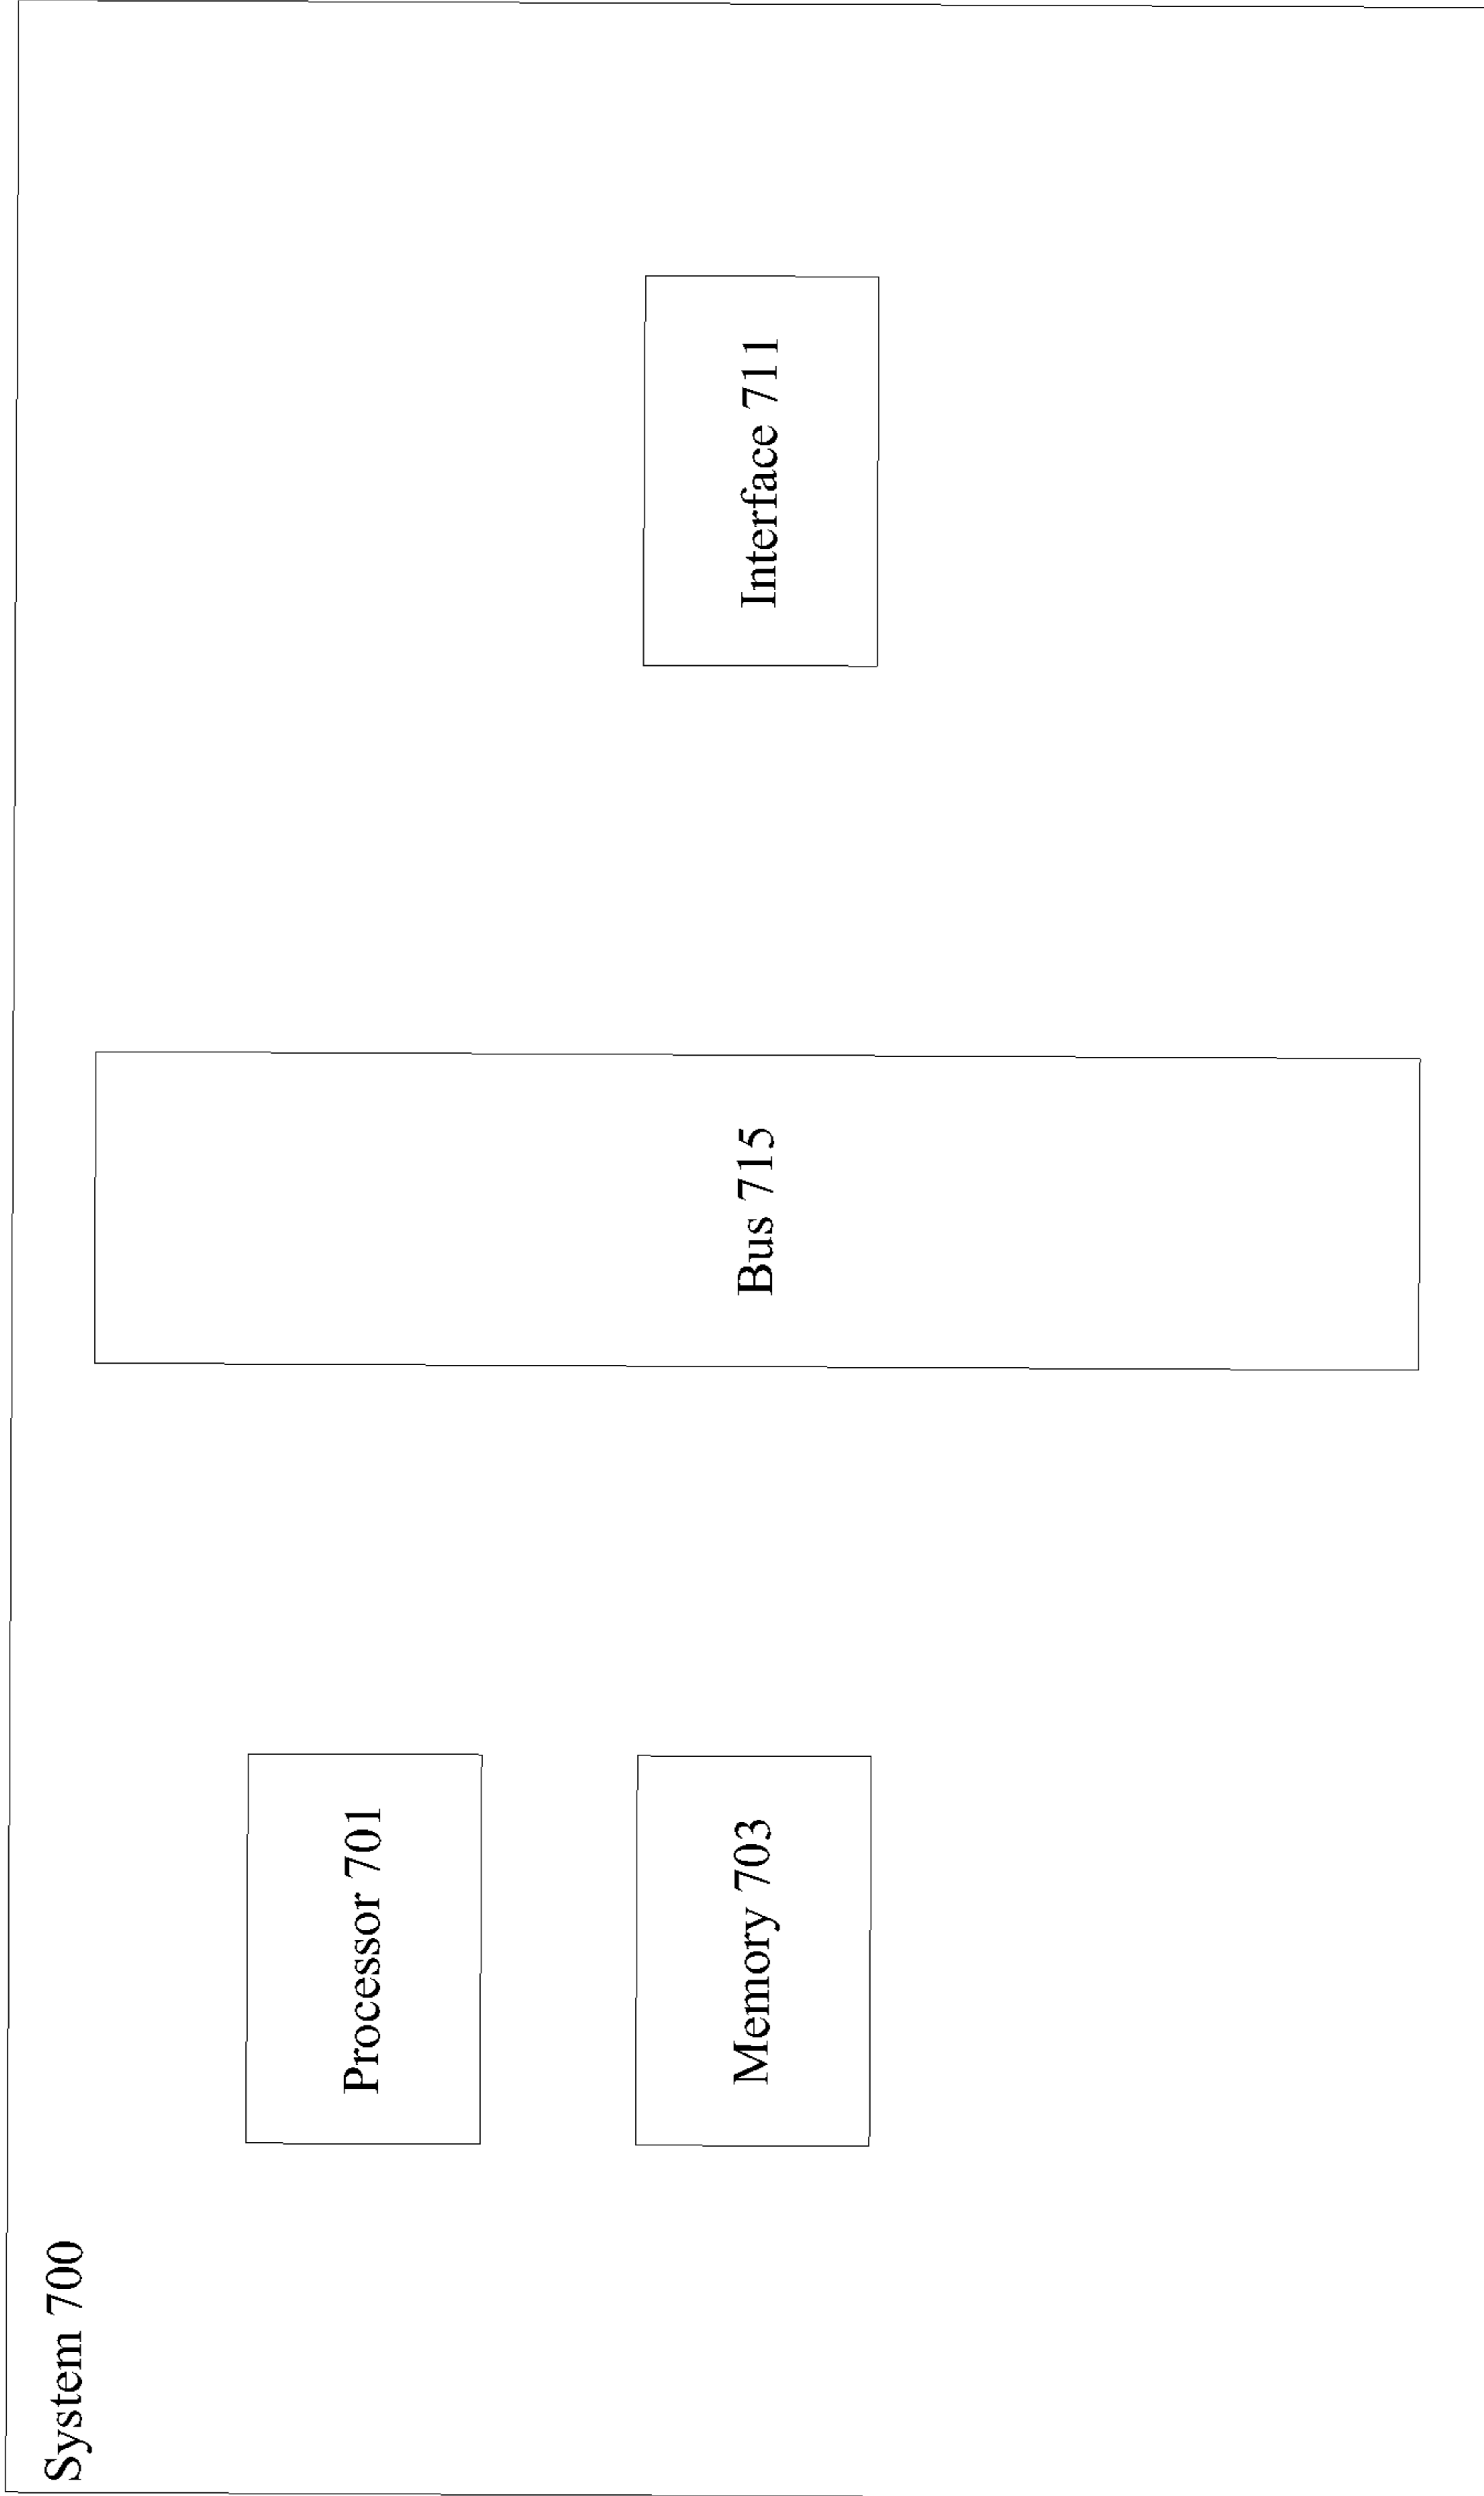 System 700
Processor 701
Memory 703
Bus 715
Interface 711